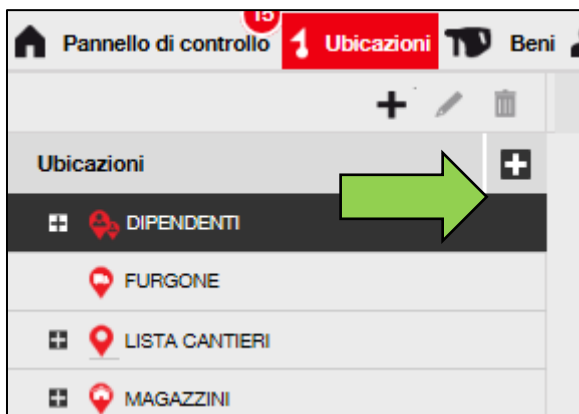 15
Pannello di controllo Ubicazioni Beni
Ubicazioni
DIPENDENTI
FURGONE
LISTA CANTIERI
MAGAZZINI